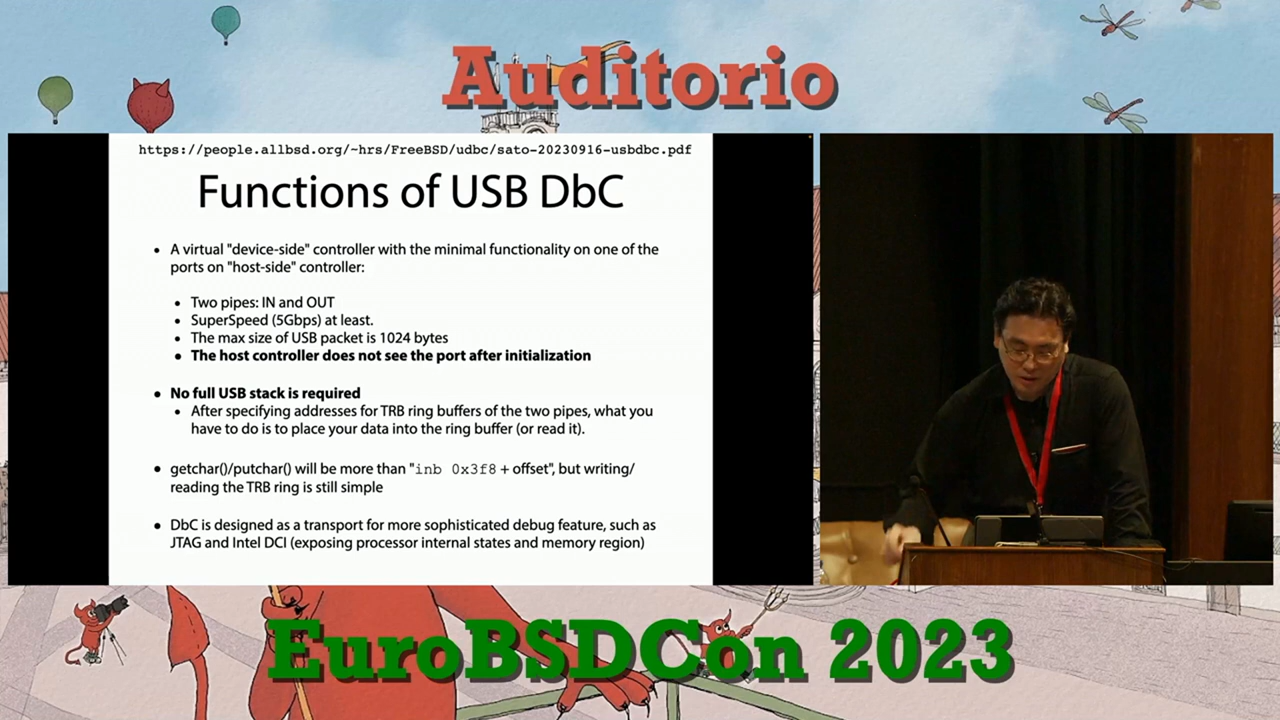 Auditorio
https://people.allbsd.org/~hrs/FreeBSD/udbc/sato-20230916-usbdbc.pdf
Functions of USB DbC
• A virtual "device-side" controller with the minimal functionality on one of the
ports on "host-side" controller:
• Two pipes: IN and OUT
• SuperSpeed (5Gbps) at least.
• The max size of USB packet is 1024 bytes
• The host controller does not see the port after initialization
• No full USB stack is required
• After specifying addresses for TRB ring buffers of the two pipes, what you
have to do is to place your data into the ring buffer (or read it).
• getchar()/putchar() will be more than "inb 0x3f8 + offset", but writing/
reading the TRB ring is still simple
• DbC is designed as a transport for more sophisticated debug feature, such as
JTAG and Intel DCI (exposing processor internal states and memory region)
EuroBSDCon 2023